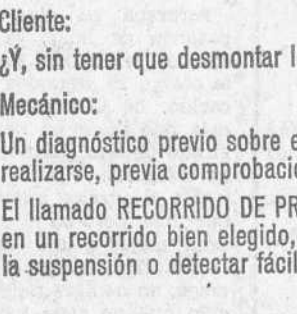 Cliente:
¿Ý, sin tener que desmontar l
Mecánico:
Un diagnóstico previo sobre e
realizarse, previa comprobacié
El llamado RECORRIDO DE PR
en un recorrido bien elegido,
la suspensión o detectar fácil